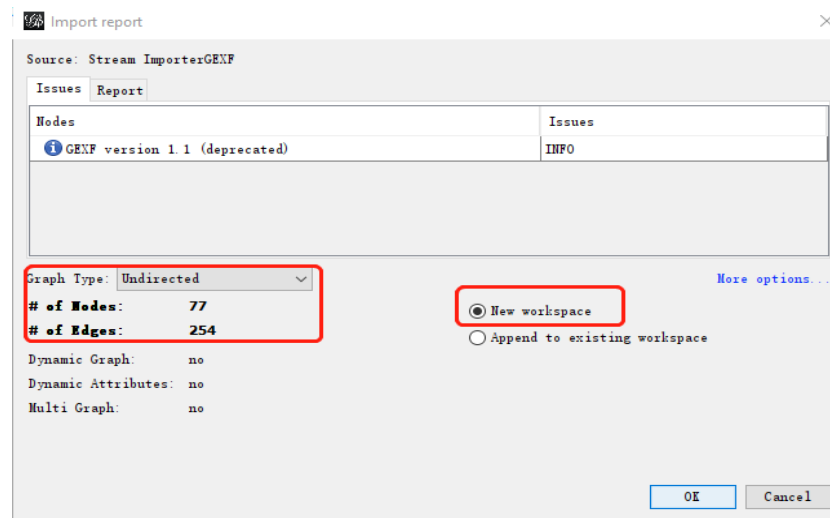 Import report
Source: Stream ImporterGEXF
Issues Report
Nodes Issues
GEXF version 1.1 (deprecated) INFO
Graph Type: Undirected
More options...
# of Nodes: 77
# of Edges: 254
New workspace
Append to existing workspace
Dynamic Graph: no
Dynamic Attributes: no
Multi Graph: no
OK Cancel